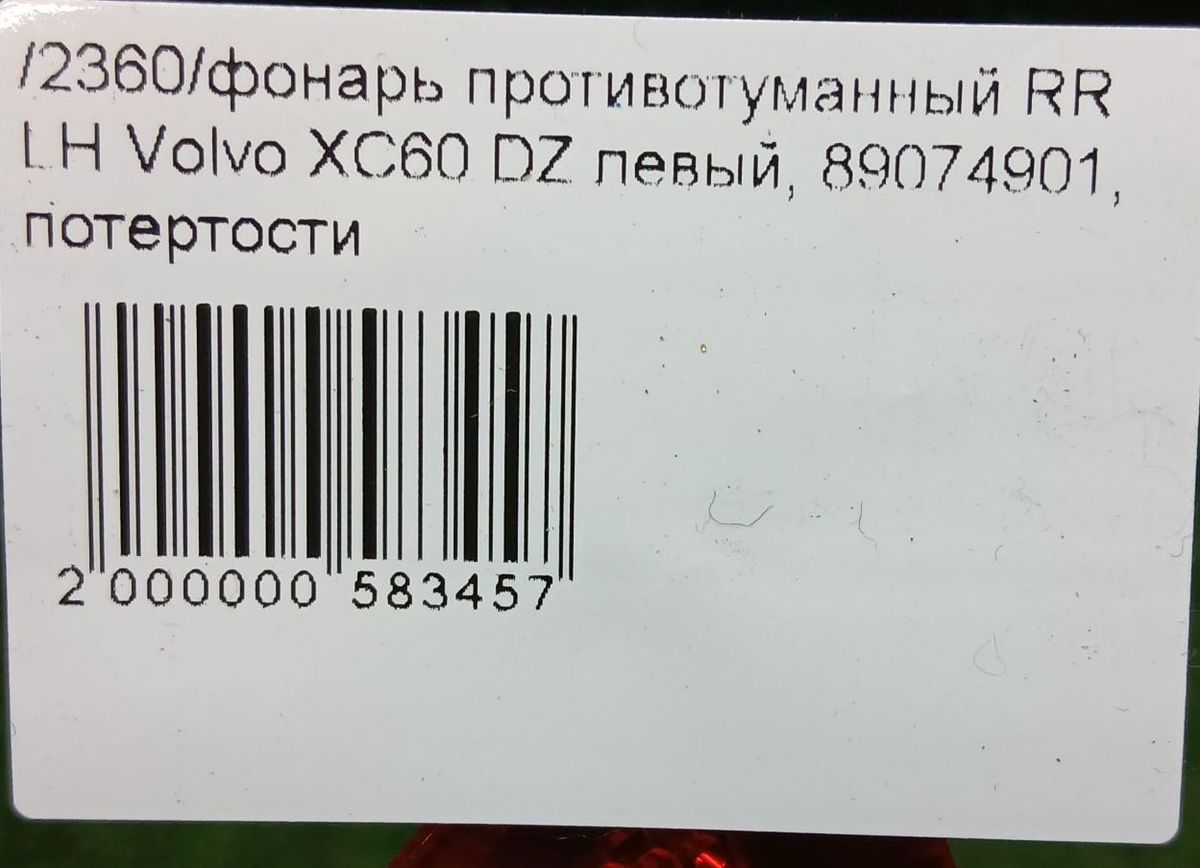 /2360/фонарь противотуманный RR
LH Volvo XC60 DZ левый, 89074901,
потертости
2 000000 583457